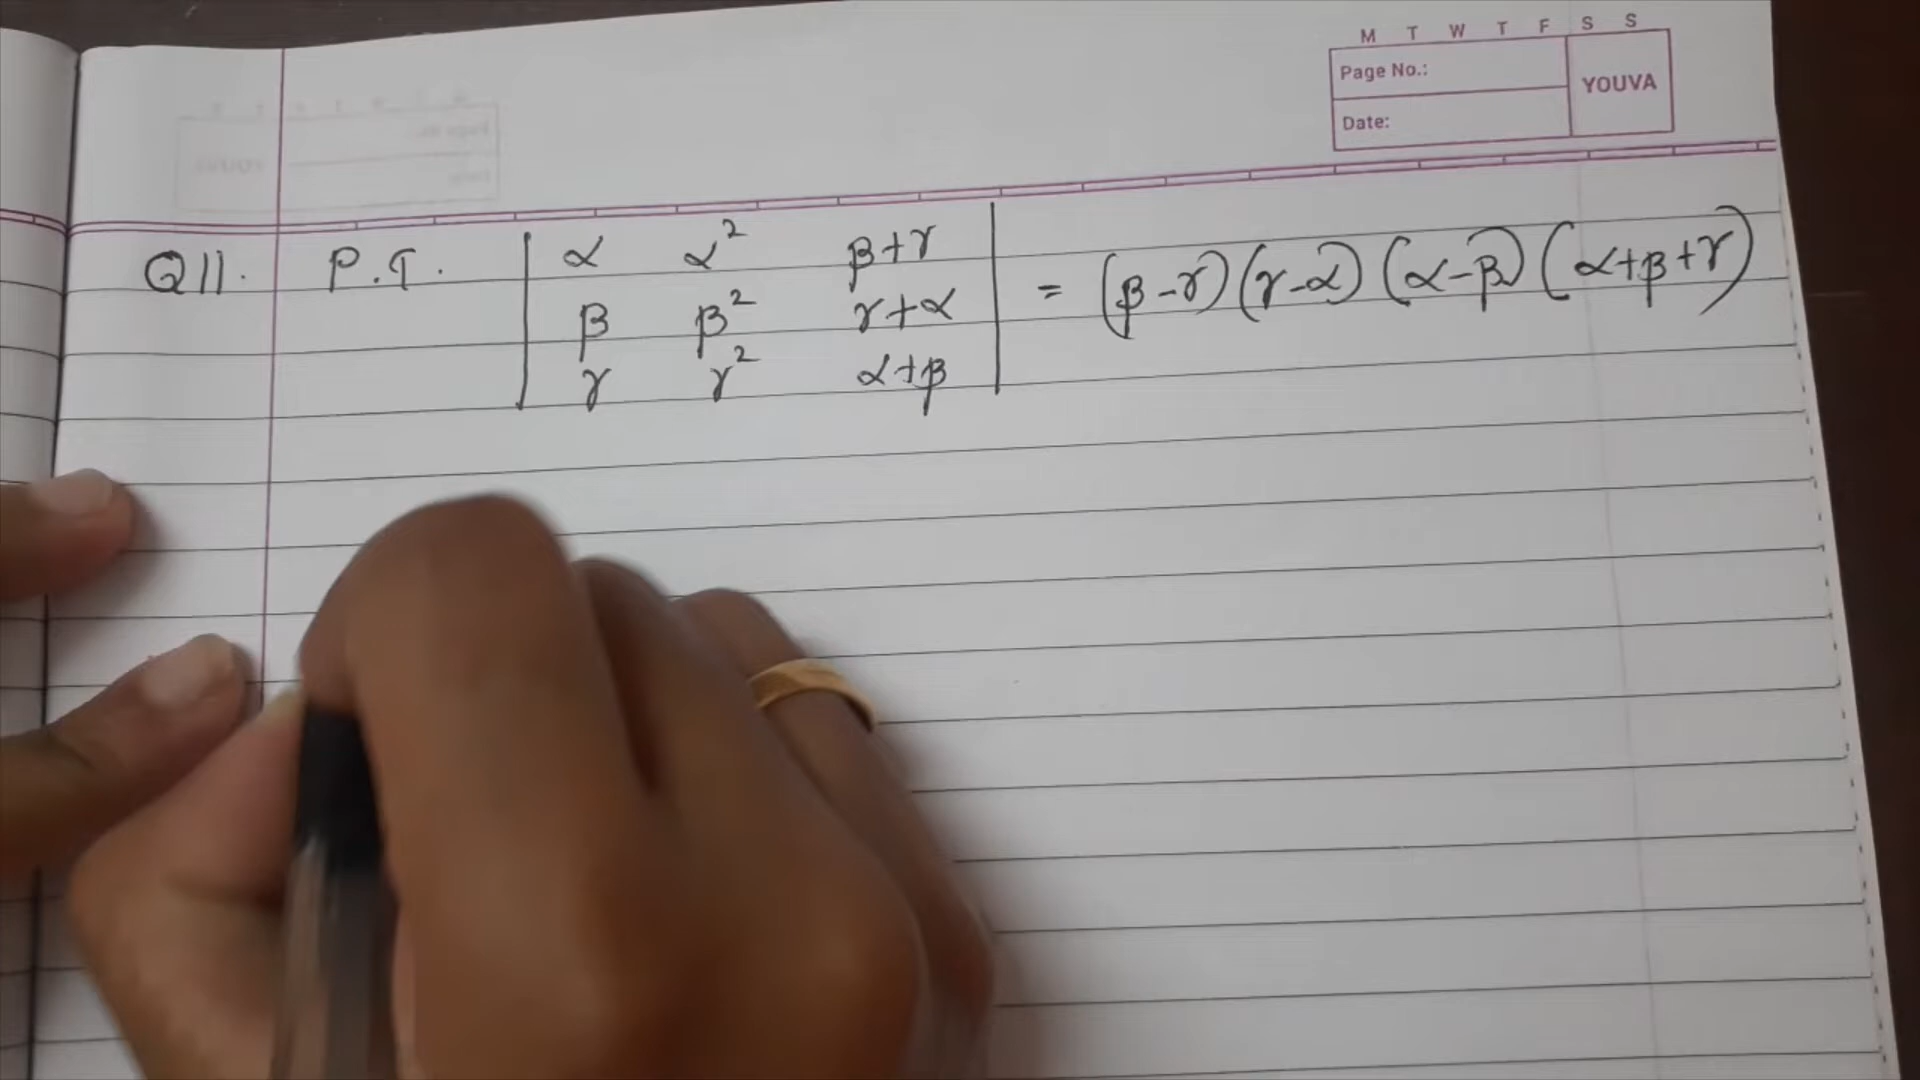 M T W T F S S
Page No.:
YOUVA
Date:
Q11. P.T. | α α² β+γ | = (β-γ)(γ-α)(α-β)(α+β+γ)
β β² γ+α
γ γ² α+β